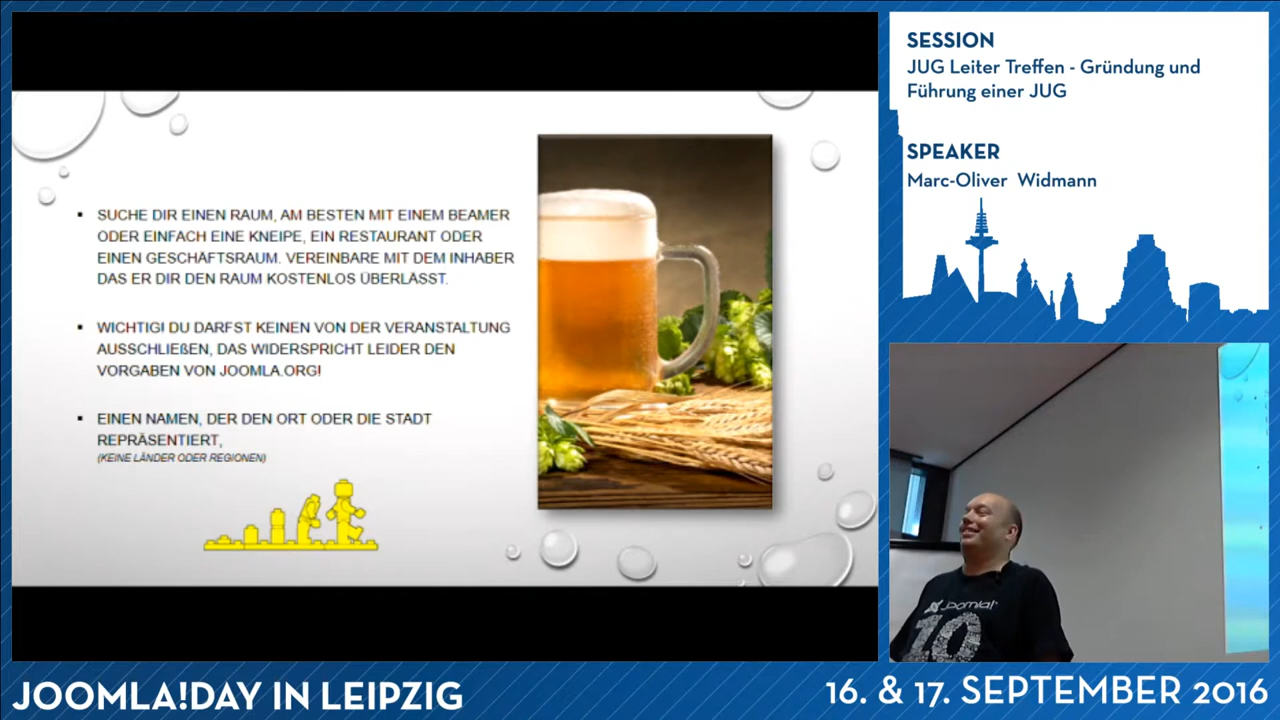 SESSION
JUG Leiter Treffen - Gründung und
Führung einer JUG
SPEAKER
Marc-Oliver Widmann
SUCHE DIR EINEN RAUM, AM BESTEN MIT EINEM BEAMER
ODER EINFACH EINE KNEIPE, EIN RESTAURANT ODER
EINEN GESCHÄFTSRAUM. VEREINBARE MIT DEM INHABER
DAS ER DIR DEN RAUM KOSTENLOS ÜBERLÄSST.
WICHTIG! DU DARFST KEINEN VON DER VERANSTALTUNG
AUSSCHLIEßEN, DAS WIDERSPRICHT LEIDER DEN
VORGABEN VON JOOMLA.ORG!
EINEN NAMEN, DER DEN ORT ODER DIE STADT
REPRÄSENTIERT,
(KEINE LÄNDER ODER REGIONEN)
Joomla!
10
JOOMLA!DAY IN LEIPZIG
16. & 17. SEPTEMBER 2016